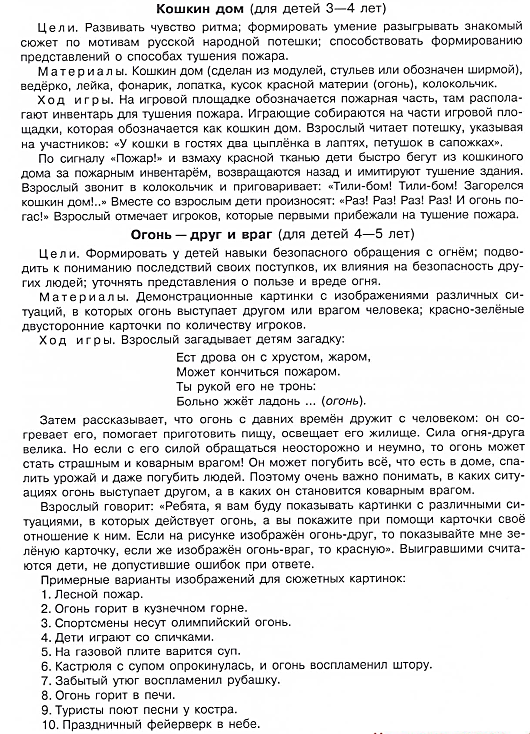 Кошкин дом (для детей 3—4 лет)
Цели. Развивать чувство ритма; формировать умение разыгрывать знакомый
сюжет по мотивам русской народной потешки; способствовать формированию
представлений о способах тушения пожара.
Материалы. Кошкин дом (сделан из модулей, стульев или обозначен ширмой),
ведёрко, лейка, фонарик, лопатка, кусок красной материи (огонь), колокольчик.
Ход игры. На игровой площадке обозначается пожарная часть, там распола-
гают инвентарь для тушения пожара. Играющие собираются на части игровой пло-
щадки, которая обозначается как кошкин дом. Взрослый читает потешку, указывая
на участников: «У кошки в гостях два цыплёнка в лаптях, петушок в сапожках».
По сигналу «Пожар!» и взмаху красной тканью дети быстро бегут из кошкиного
дома за пожарным инвентарём, возвращаются назад и имитируют тушение здания.
Взрослый звонит в колокольчик и приговаривает: «Тили-бом! Тили-бом! Загорелся
кошкин дом!..» Вместе со взрослым дети произносят: «Раз! Раз! Раз! Раз! И огонь по-
гас!» Взрослый отмечает игроков, которые первыми прибежали на тушение пожара.
Огонь — друг и враг (для детей 4—5 лет)
Цели. Формировать у детей навыки безопасного обращения с огнём; подво-
дить к пониманию последствий своих поступков, их влияния на безопасность дру-
гих людей; уточнять представления о пользе и вреде огня.
Материалы. Демонстрационные картинки с изображениями различных си-
туаций, в которых огонь выступает другом или врагом человека; красно-зелёные
двусторонние карточки по количеству игроков.
Ход игры. Взрослый загадывает детям загадку:
Ест дрова он с хрустом, жаром,
Может кончиться пожаром.
Ты рукой его не тронь:
Больно жжёт ладонь ... (огонь).
Затем рассказывает, что огонь с давних времён дружит с человеком: он со-
гревает его, помогает приготовить пищу, освещает его жилище. Сила огня-друга
велика. Но если с его силой обращаться неосторожно и неумно, то огонь может
стать страшным и коварным врагом! Он может погубить всё, что есть в доме, спа-
лить урожай и даже погубить людей. Поэтому очень важно понимать, в каких ситу-
ациях огонь выступает другом, а в каких он становится коварным врагом.
Взрослый говорит: «Ребята, я вам буду показывать картинки с различными си-
туациями, в которых действует огонь, а вы покажите при помощи карточки своё
отношение к ним. Если на рисунке изображён огонь-друг, то показывайте мне зе-
лёную карточку, если же изображён огонь-враг, то красную». Выигравшими счита-
ются дети, не допустившие ошибок при ответе.
Примерные варианты изображений для сюжетных картинок:
1. Лесной пожар.
2. Огонь горит в кузнечном горне.
3. Спортсмены несут олимпийский огонь.
4. Дети играют со спичками.
5. На газовой плите варится суп.
6. Кастрюля с супом опрокинулась, и огонь воспламенил штору.
7. Забытый утюг воспламенил рубашку.
8. Огонь горит в печи.
9. Туристы поют песни у костра.
10. Праздничный фейерверк в небе.